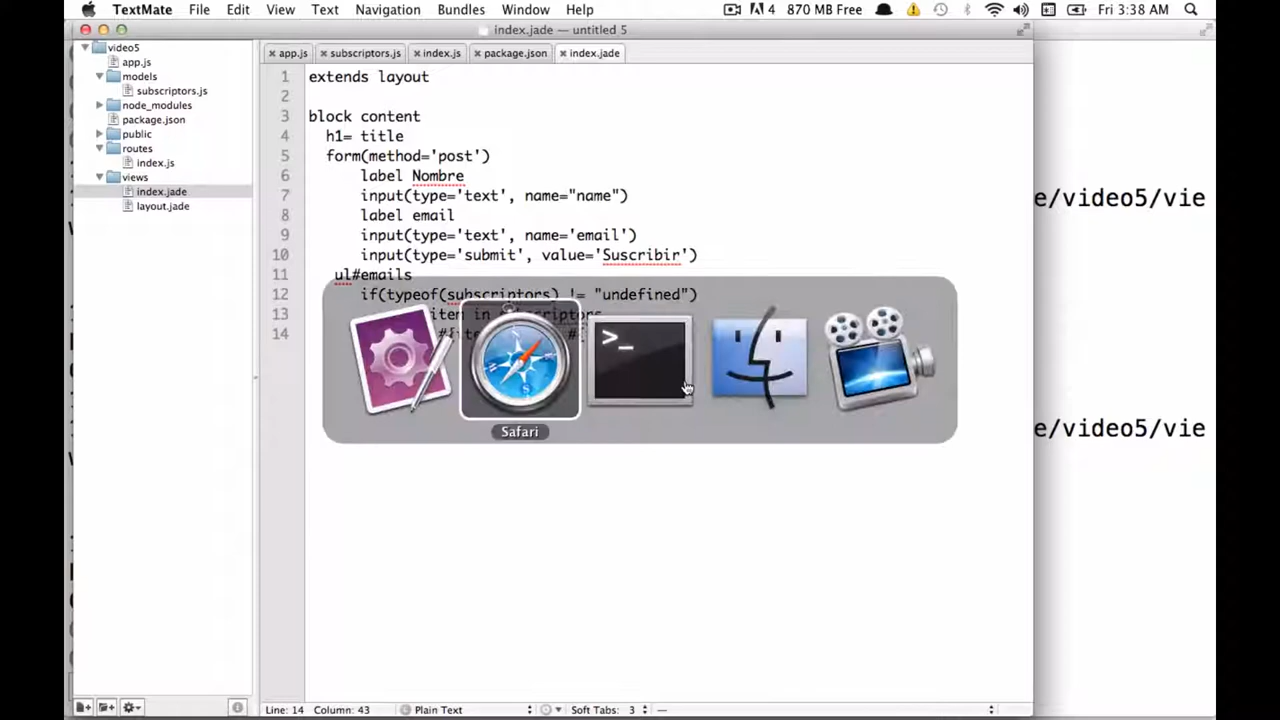 TextMate File Edit View Text Navigation Bundles Window Help 4 870 MB Free Fri 3:38 AM
index.jade — untitled 5
video5
app.js
models
subscriptors.js
node_modules
package.json
public
routes
index.js
views
index.jade
layout.jade
app.js subscriptors.js index.js package.json index.jade
1 extends layout
2
3 block content
4 h1= title
5 form(method='post')
6 label Nombre
7 input(type='text', name="name")
8 label email
9 input(type='text', name='email')
10 input(type='submit', value='Suscribir')
11 ul#emails
12 if(typeof(subscriptors) != "undefined")
13 item in subscriptors
14
Safari
e/video5/vie
e/video5/vie
Line: 14 Column: 43 Plain Text Soft Tabs: 3 —